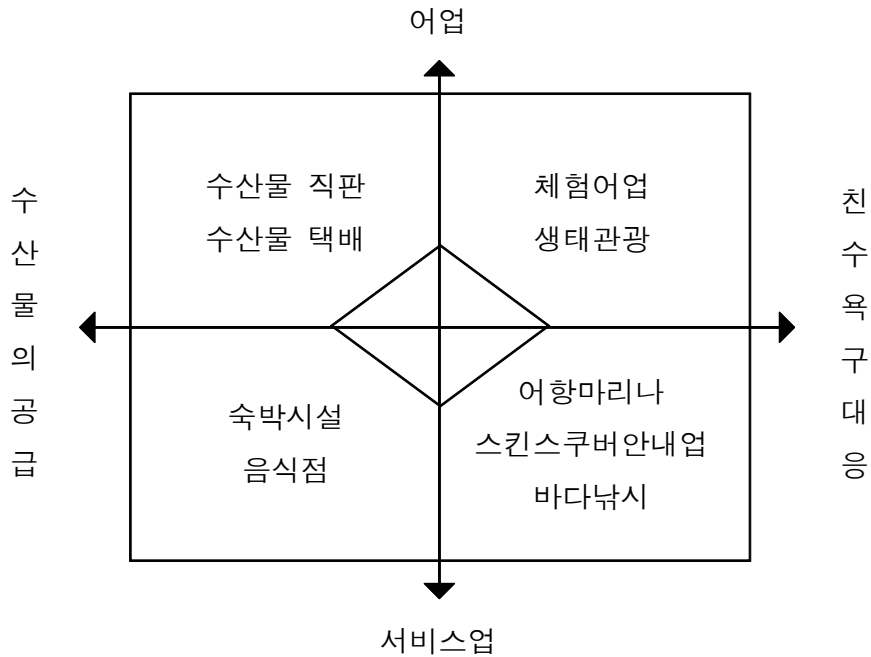 어업
수산물 직판
수산물 택배
체험어업
생태관광
수산물의공급
친수욕구대응
숙박시설
음식점
어항마리나
스킨스쿠버안내업
바다낚시
서비스업